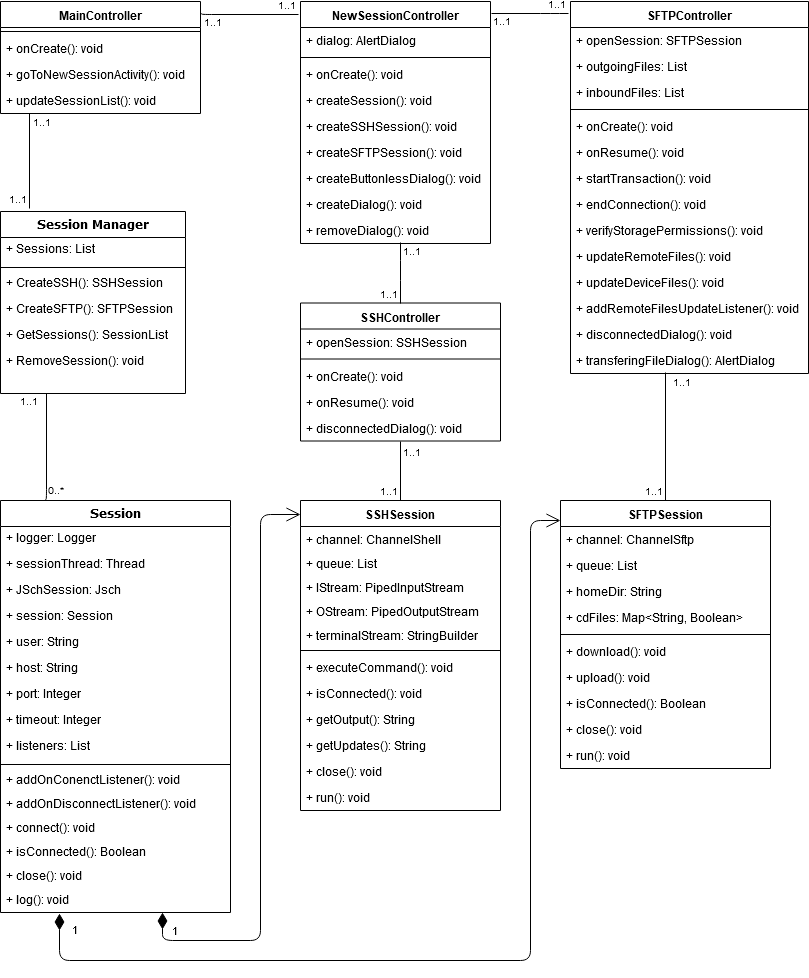 MainController
+ onCreate(): void
+ goToNewSessionActivity(): void
+ updateSessionList(): void
1..1
1..1
1..1
1..1
NewSessionController
+ dialog: AlertDialog
+ onCreate(): void
+ createSession(): void
+ createSSHSession(): void
+ createSFTPSession(): void
+ createButtonlessDialog(): void
+ createDialog(): void
+ removeDialog(): void
1..1
1..1
1..1
1..1
SFTPController
+ openSession: SFTPSession
+ outgoingFiles: List
+ inboundFiles: List
+ onCreate(): void
+ onResume(): void
+ startTransaction(): void
+ endConnection(): void
+ verifyStoragePermissions(): void
+ updateRemoteFiles(): void
+ updateDeviceFiles(): void
+ addRemoteFilesUpdateListener(): void
+ disconnectedDialog(): void
+ transferingFileDialog(): AlertDialog
1..1
1..1
Session Manager
+ Sessions: List
+ CreateSSH(): SSHSession
+ CreateSFTP(): SFTPSession
+ GetSessions(): SessionList
+ RemoveSession(): void
1..1
0..*
SSHController
+ openSession: SSHSession
+ onCreate(): void
+ onResume(): void
+ disconnectedDialog(): void
1..1
1..1
Session
+ logger: Logger
+ sessionThread: Thread
+ JSchSession: Jsch
+ session: Session
+ user: String
+ host: String
+ port: Integer
+ timeout: Integer
+ listeners: List
+ addOnConenctListener(): void
+ addOnDisconnectListener(): void
+ connect(): void
+ isConnected(): Boolean
+ close(): void
+ log(): void
1
1
SSHSession
+ channel: ChannelShell
+ queue: List
+ IStream: PipedInputStream
+ OStream: PipedOutputStream
+ terminalStream: StringBuilder
+ executeCommand(): void
+ isConnected(): void
+ getOutput(): String
+ getUpdates(): String
+ close(): void
+ run(): void
SFTPSession
+ channel: ChannelSftp
+ queue: List
+ homeDir: String
+ cdFiles: Map<String, Boolean>
+ download(): void
+ upload(): void
+ isConnected(): Boolean
+ close(): void
+ run(): void